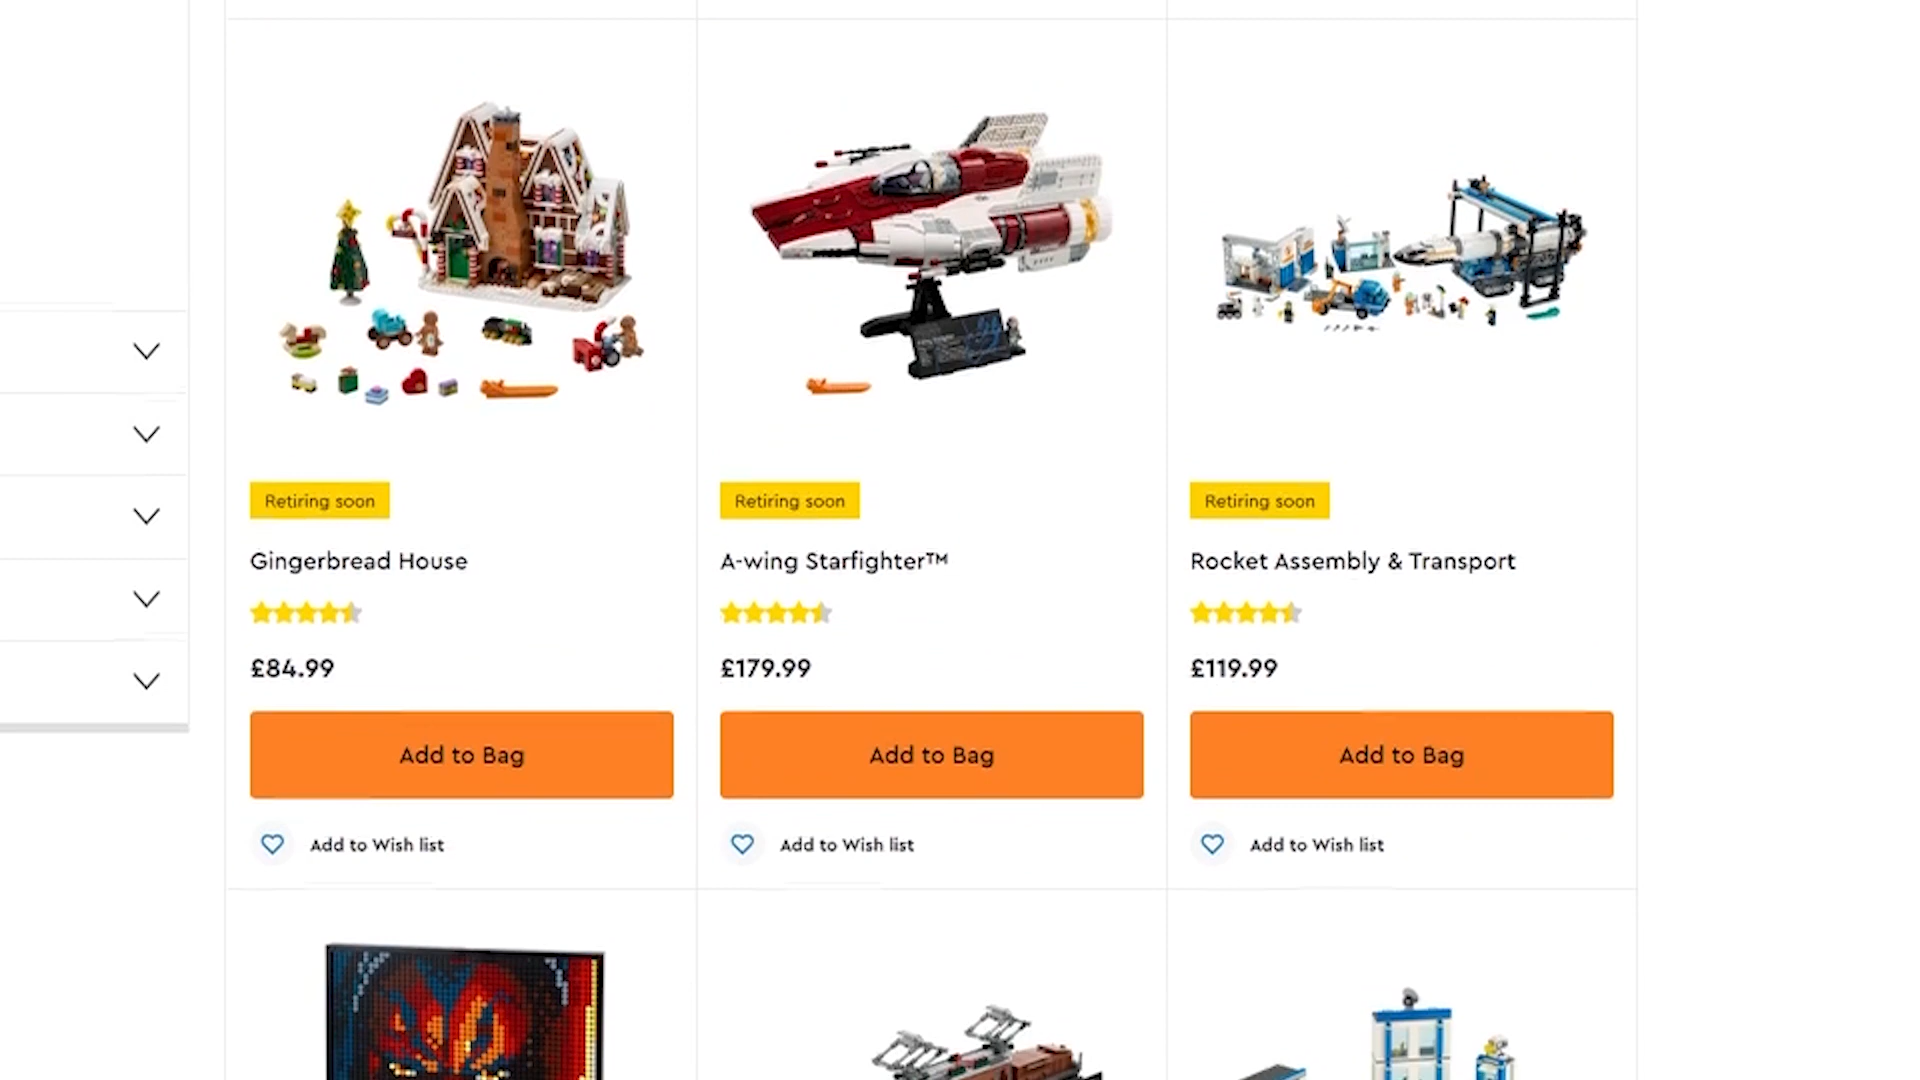 Retiring soon
Gingerbread House
£84.99
Add to Bag
Add to Wish list
Retiring soon
A-wing Starfighter™
£179.99
Add to Bag
Add to Wish list
Retiring soon
Rocket Assembly & Transport
£119.99
Add to Bag
Add to Wish list